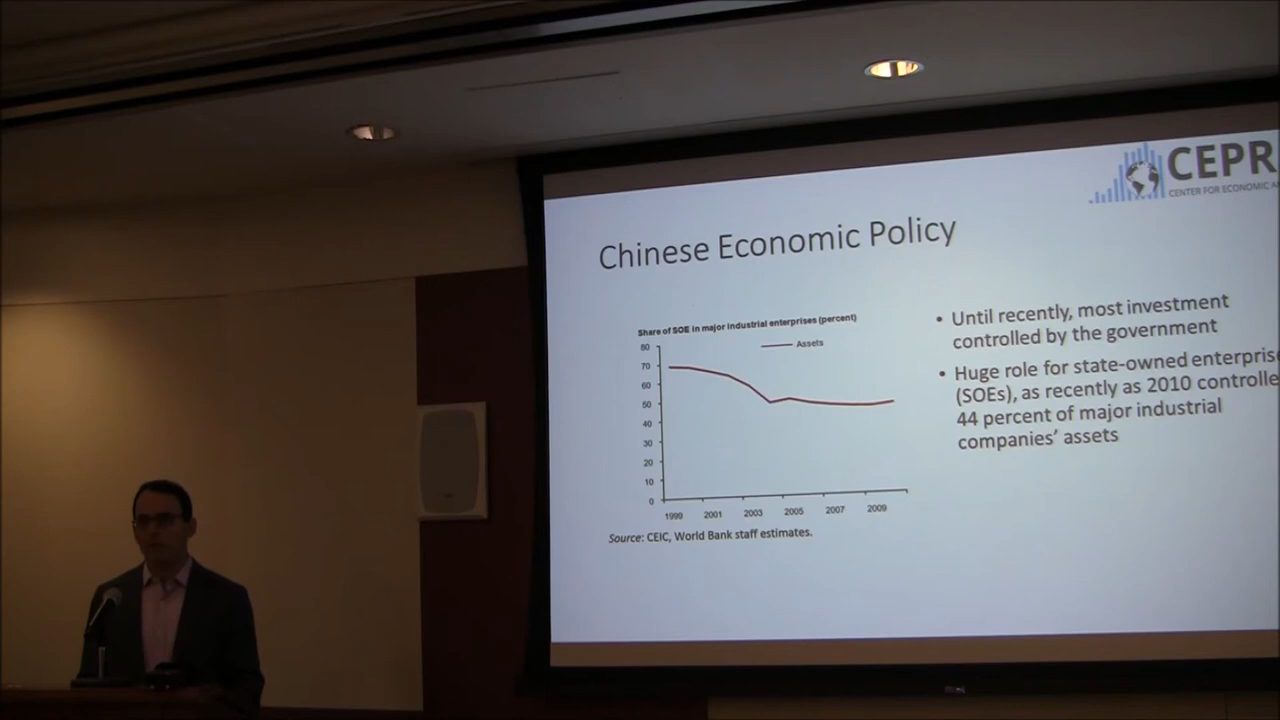 CEPR
CENTER FOR ECONOMIC
Chinese Economic Policy
Share of SOE in major industrial enterprises (percent)
Assets
80
70
60
50
40
30
20
10
0
1999 2001 2003 2005 2007 2009
Source: CEIC, World Bank staff estimates.
• Until recently, most investment
controlled by the government
• Huge role for state-owned enterpris
(SOEs), as recently as 2010 controlle
44 percent of major industrial
companies' assets